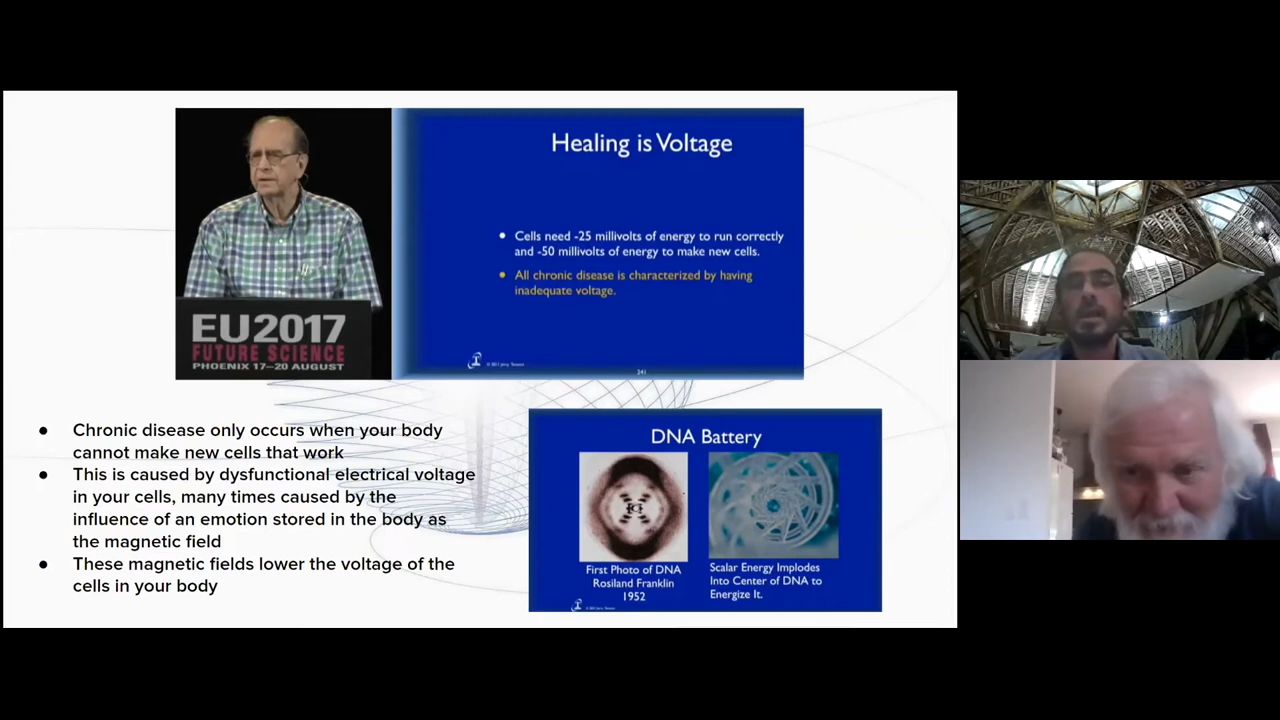 Healing is Voltage
Cells need -25 millivolts of energy to run correctly
and -50 millivolts of energy to make new cells.
All chronic disease is characterized by having
inadequate voltage.
© 2017, Jerry Tennant
241
EU2017
FUTURE SCIENCE
PHOENIX 17–20 AUGUST
Chronic disease only occurs when your body
cannot make new cells that work
This is caused by dysfunctional electrical voltage
in your cells, many times caused by the
influence of an emotion stored in the body as
the magnetic field
These magnetic fields lower the voltage of the
cells in your body
DNA Battery
First Photo of DNA
Rosiland Franklin
1952
Scalar Energy Implodes
Into Center of DNA to
Energize It.